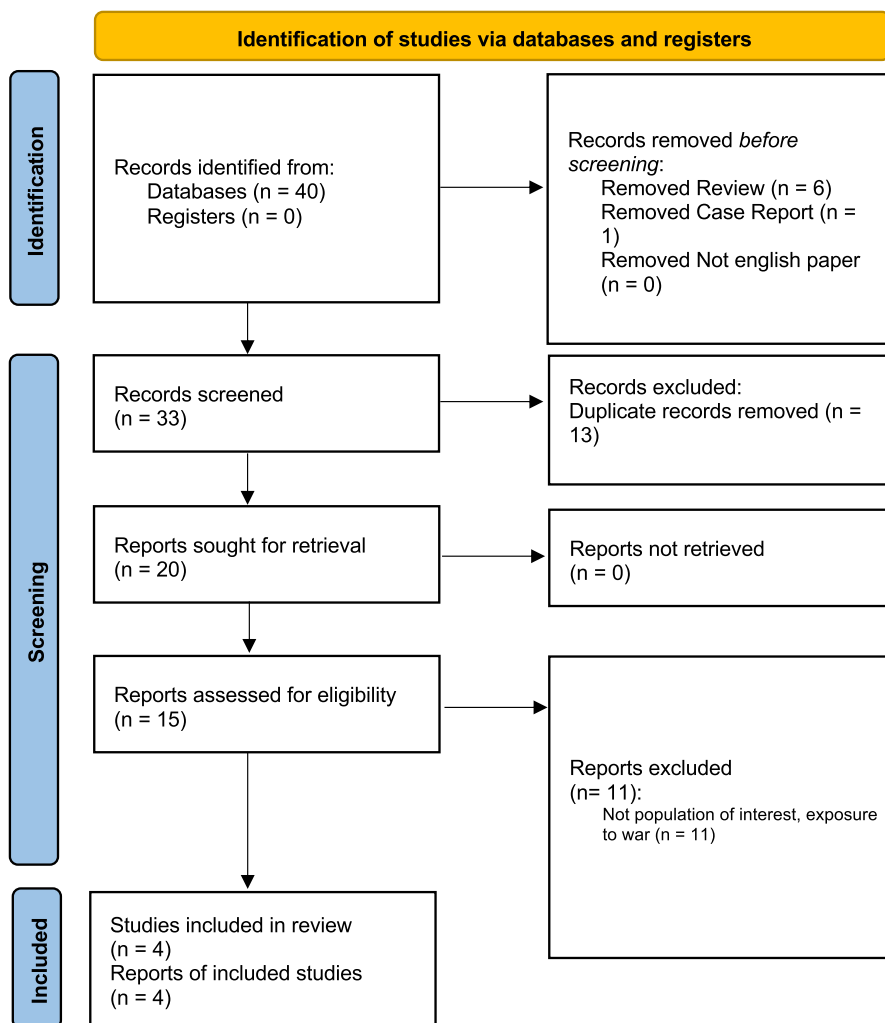 Identification of studies via databases and registers
Identification
Records identified from:
Databases (n = 40)
Registers (n = 0)
Records removed before
screening:
Removed Review (n = 6)
Removed Case Report (n =
1)
Removed Not english paper
(n = 0)
Screening
Records screened
(n = 33)
Records excluded:
Duplicate records removed (n =
13)
Reports sought for retrieval
(n = 20)
Reports not retrieved
(n = 0)
Reports assessed for eligibility
(n = 15)
Reports excluded
(n= 11):
Not population of interest, exposure
to war (n = 11)
Included
Studies included in review
(n = 4)
Reports of included studies
(n = 4)